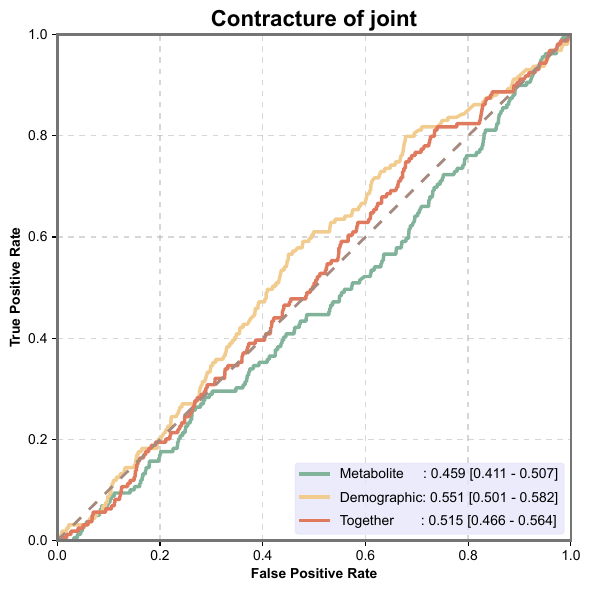 Contracture of joint
True Positive Rate
1.0
0.8
0.6
0.4
0.2
0.0
Metabolite : 0.459 [0.411 - 0.507]
Demographic: 0.551 [0.501 - 0.582]
Together : 0.515 [0.466 - 0.564]
0.0 0.2 0.4 0.6 0.8 1.0
False Positive Rate